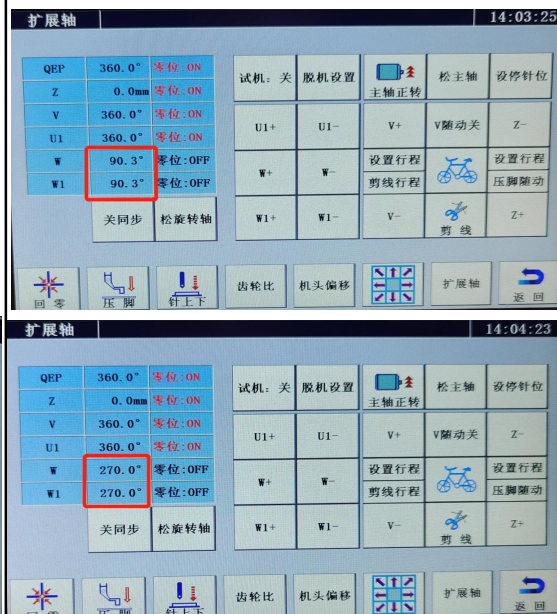 扩展轴 14:03:25
QEP 360.0° 零位:ON
Z 0.0mm 零位:ON
V 360.0° 零位:ON
U1 360.0° 零位:ON
W 90.3° 零位:OFF
W1 90.3° 零位:OFF
关同步 松旋转轴
试机: 关 脱机设置 主轴正转 松主轴 设停针位
U1+ U1- V+ V随动关 Z-
W+ W- 设置行程 剪线行程 设置行程 压脚随动
W1+ W1- V- 剪线 Z+
回零 压脚 针上下 齿轮比 机头偏移 扩展轴 返回
扩展轴 14:04:23
QEP 360.0° 零位:ON
Z 0.0mm 零位:ON
V 360.0° 零位:ON
U1 360.0° 零位:ON
W 270.0° 零位:OFF
W1 270.0° 零位:OFF
关同步 松旋转轴
试机: 关 脱机设置 主轴正转 松主轴 设停针位
U1+ U1- V+ V随动关 Z-
W+ W- 设置行程 剪线行程 设置行程 压脚随动
W1+ W1- V- 剪线 Z+
齿轮比 机头偏移 扩展轴 返回